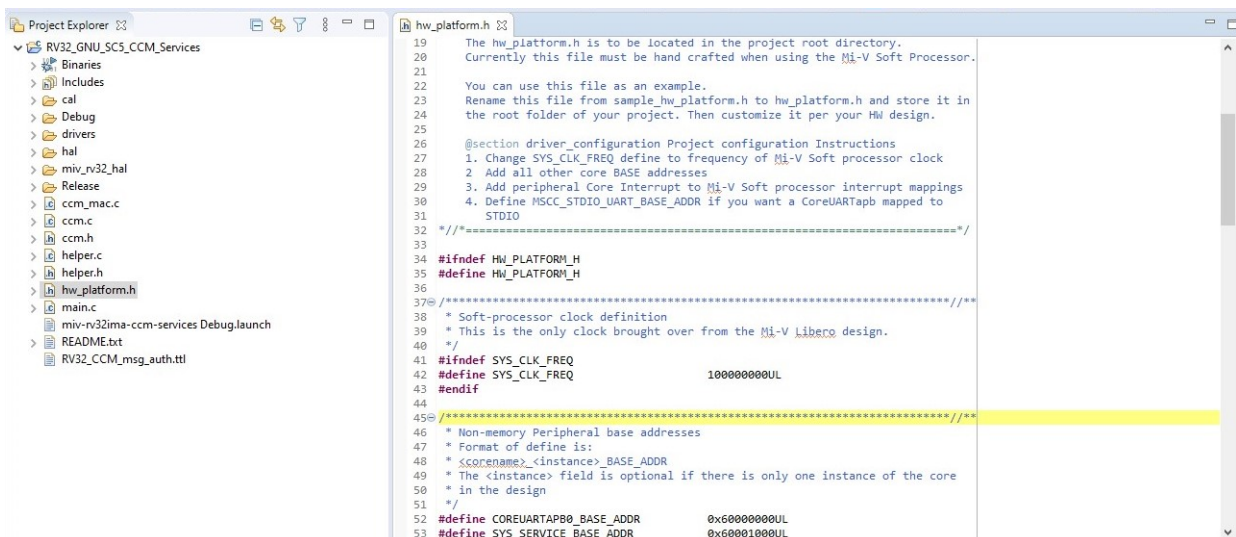 Project Explorer
RV32_GNU_SC5_CCM_Services
Binaries
Includes
cal
Debug
drivers
hal
miv_rv32_hal
Release
ccm_mac.c
ccm.c
ccm.h
helper.c
helper.h
hw_platform.h
main.c
miv-rv32ima-ccm-services Debug.launch
README.txt
RV32_CCM_msg_auth.ttl
hw_platform.h
19 The hw_platform.h is to be located in the project root directory.
20 Currently this file must be hand crafted when using the Mi-V Soft Processor.
21
22 You can use this file as an example.
23 Rename this file from sample_hw_platform.h to hw_platform.h and store it in
24 the root folder of your project. Then customize it per your HW design.
25
26 @section driver_configuration Project configuration Instructions
27 1. Change SYS_CLK_FREQ define to frequency of Mi-V Soft processor clock
28 2 Add all other core BASE addresses
29 3. Add peripheral Core Interrupt to Mi-V Soft processor interrupt mappings
30 4. Define MSCC_STDIO_UART_BASE_ADDR if you want a CoreUARTapb mapped to
31 STDIO
32 *//*=========================================================================*/
33
34 #ifndef HW_PLATFORM_H
35 #define HW_PLATFORM_H
36
37 /***************************************************************************//**
38 * Soft-processor clock definition
39 * This is the only clock brought over from the Mi-V Libero design.
40 */
41 #ifndef SYS_CLK_FREQ
42 #define SYS_CLK_FREQ 100000000UL
43 #endif
44
45 /***************************************************************************//**
46 * Non-memory Peripheral base addresses
47 * Format of define is:
48 * <corename>_<instance>_BASE_ADDR
49 * The <instance> field is optional if there is only one instance of the core
50 * in the design
51 */
52 #define COREUARTAPB0_BASE_ADDR 0x60000000UL
53 #define SYS_SERVICE_BASE_ADDR 0x60001000UL